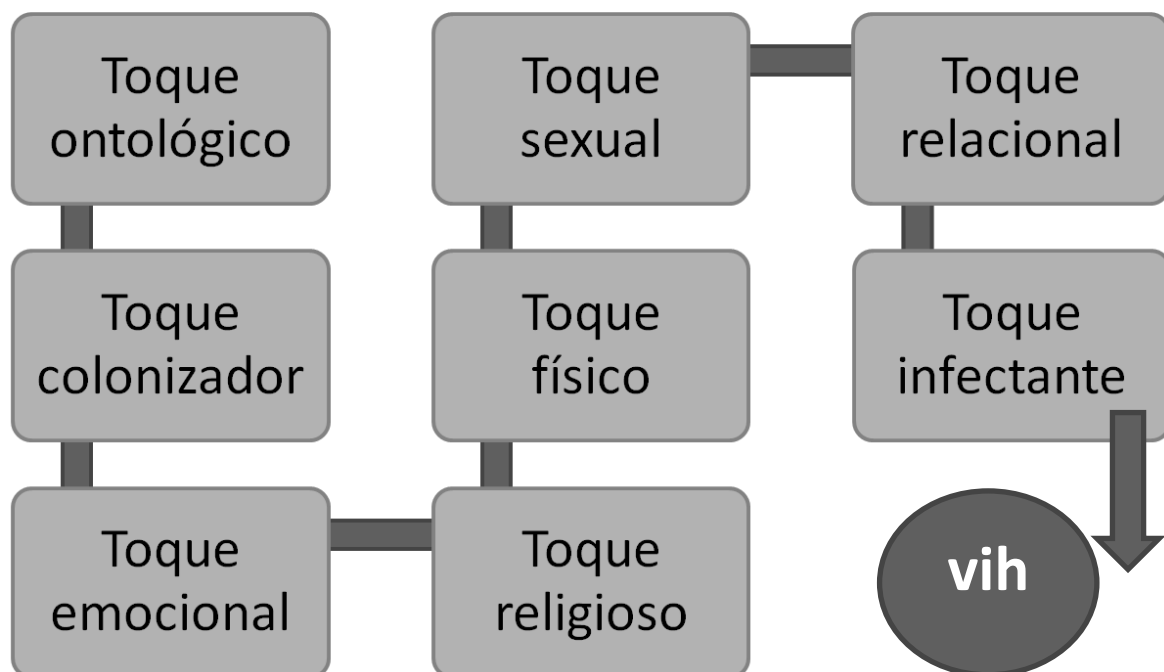 Toque
ontológico
Toque
colonizador
Toque
emocional
Toque
religioso
Toque
físico
Toque
sexual
Toque
relacional
Toque
infectante
vih